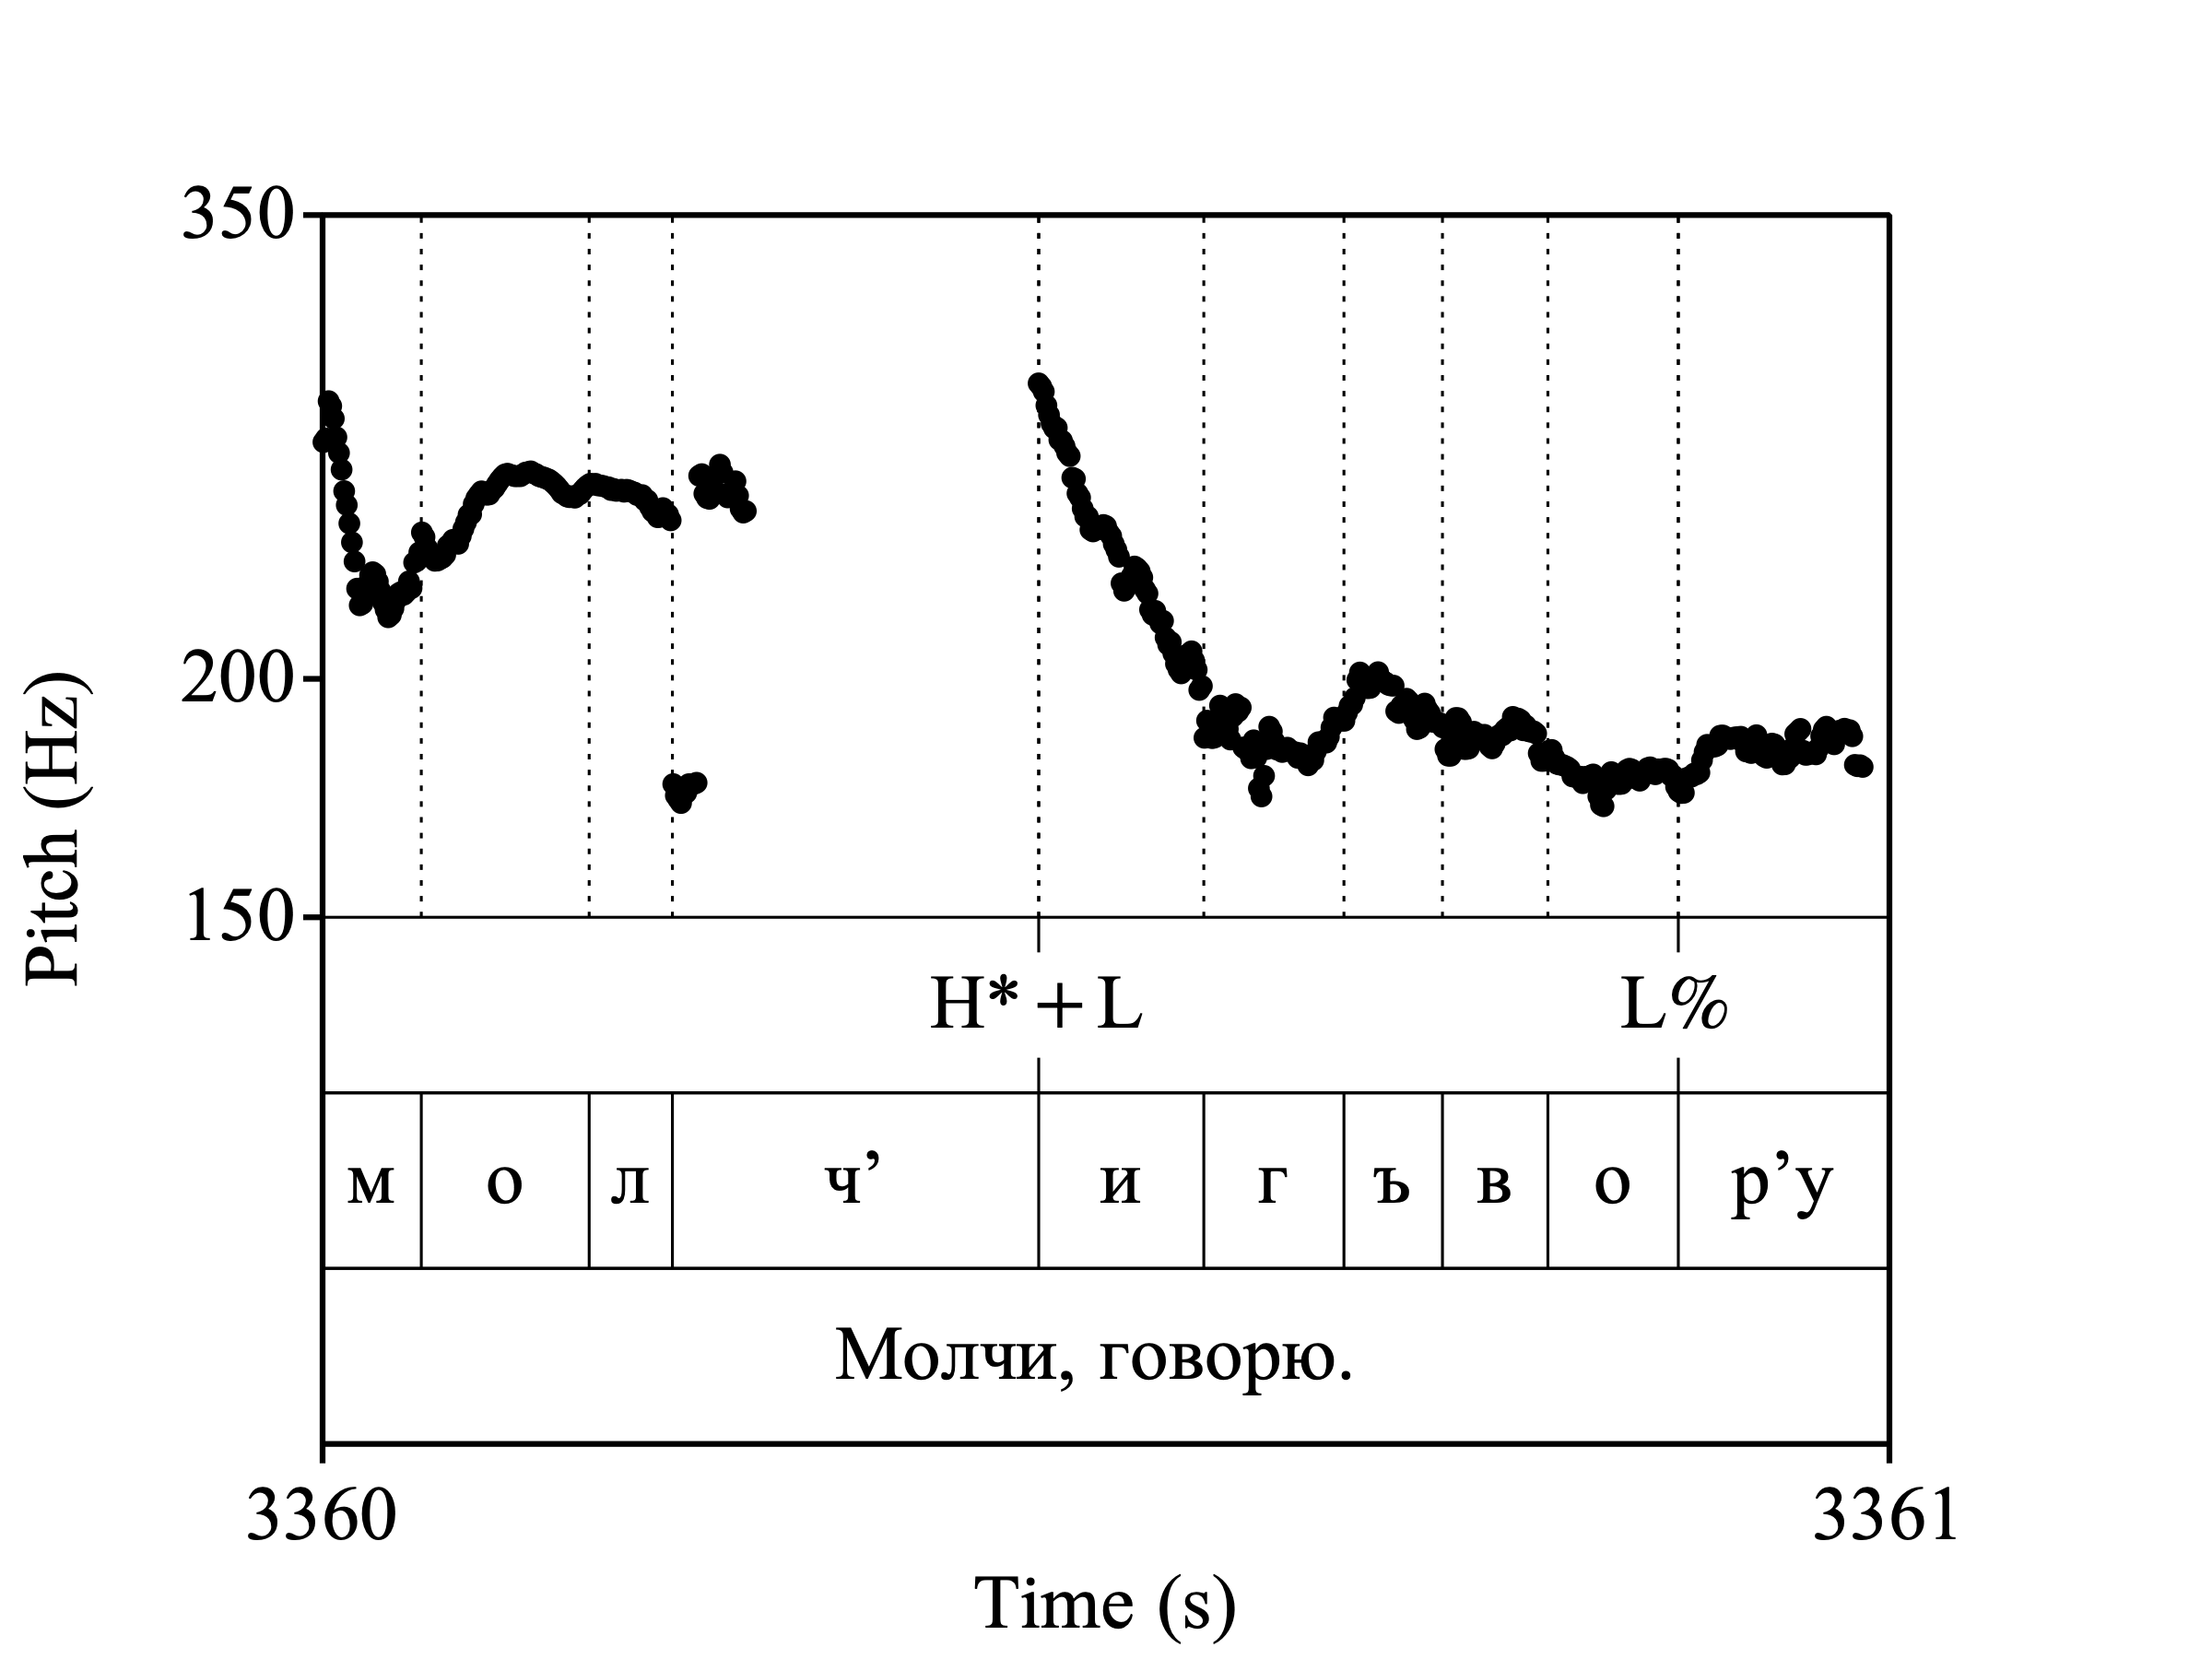 350
200
150
Pitch (Hz)
H* + L L%
м о л ч’ и г ъ в о р’у
Молчи, говорю.
3360 3361
Time (s)